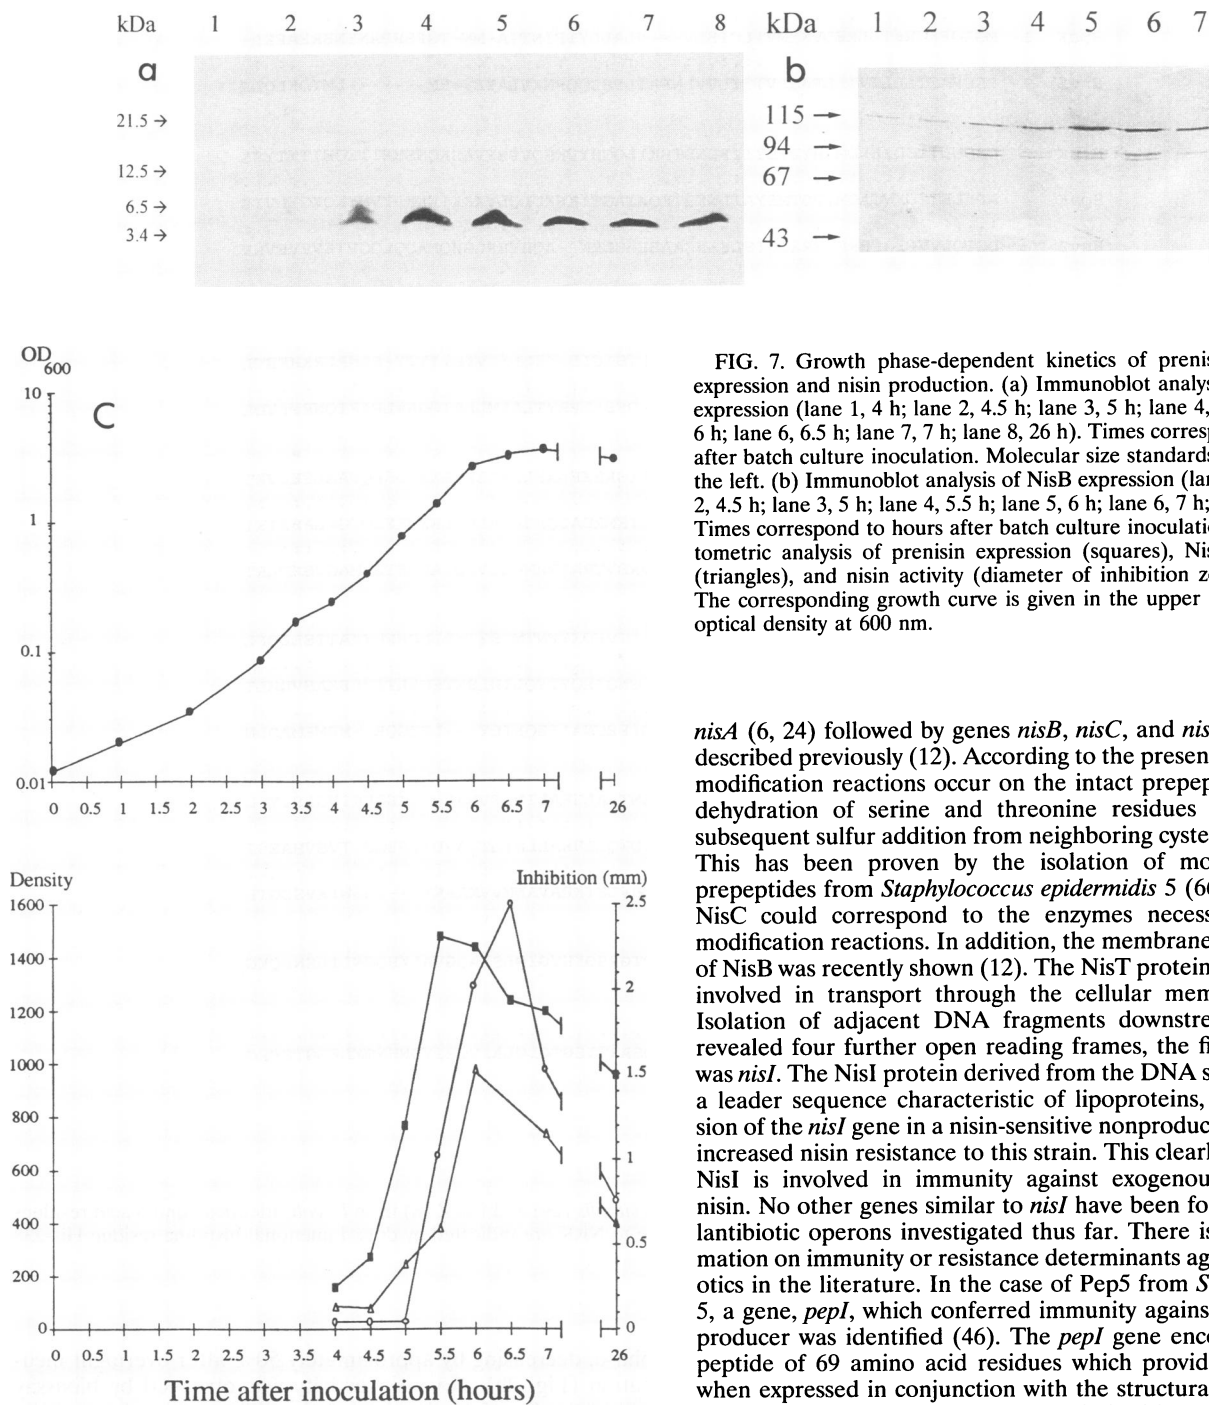 kDa 1 2 3 4 5 6 7 8
a
21.5
12.5
6.5
3.4
kDa 1 2 3 4 5 6 7
b
115
94
67
43
OD600
C
10
1
0.1
0.01
0 0.5 1 1.5 2 2.5 3 3.5 4 4.5 5 5.5 6 6.5 7 26
Density
Inhibition (mm)
1600
1400
1200
1000
800
600
400
200
0
2.5
2
1.5
1
0.5
0
0 0.5 1 1.5 2 2.5 3 3.5 4 4.5 5 5.5 6 6.5 7 26
Time after inoculation (hours)
FIG. 7. Growth phase-dependent kinetics of prenis
expression and nisin production. (a) Immunoblot analys
expression (lane 1, 4 h; lane 2, 4.5 h; lane 3, 5 h; lane 4,
6 h; lane 6, 6.5 h; lane 7, 7 h; lane 8, 26 h). Times corresp
after batch culture inoculation. Molecular size standards
the left. (b) Immunoblot analysis of NisB expression (lan
2, 4.5 h; lane 3, 5 h; lane 4, 5.5 h; lane 5, 6 h; lane 6, 7 h;
Times correspond to hours after batch culture inoculatio
tometric analysis of prenisin expression (squares), Nis
(triangles), and nisin activity (diameter of inhibition z
The corresponding growth curve is given in the upper
optical density at 600 nm.
nisA (6, 24) followed by genes nisB, nisC, and nis
described previously (12). According to the presen
modification reactions occur on the intact prepep
dehydration of serine and threonine residues
subsequent sulfur addition from neighboring cyste
This has been proven by the isolation of mo
prepeptides from Staphylococcus epidermidis 5 (60
NisC could correspond to the enzymes necess
modification reactions. In addition, the membrane
of NisB was recently shown (12). The NisT protein
involved in transport through the cellular mem
Isolation of adjacent DNA fragments downstre
revealed four further open reading frames, the fi
was nisI. The NisI protein derived from the DNA s
a leader sequence characteristic of lipoproteins,
sion of the nisI gene in a nisin-sensitive nonproduc
increased nisin resistance to this strain. This clearl
NisI is involved in immunity against exogenou
nisin. No other genes similar to nisI have been fo
lantibiotic operons investigated thus far. There is
mation on immunity or resistance determinants ag
otics in the literature. In the case of Pep5 from S
5, a gene, pepI, which conferred immunity agains
producer was identified (46). The pepI gene enc
peptide of 69 amino acid residues which provid
when expressed in conjunction with the structura